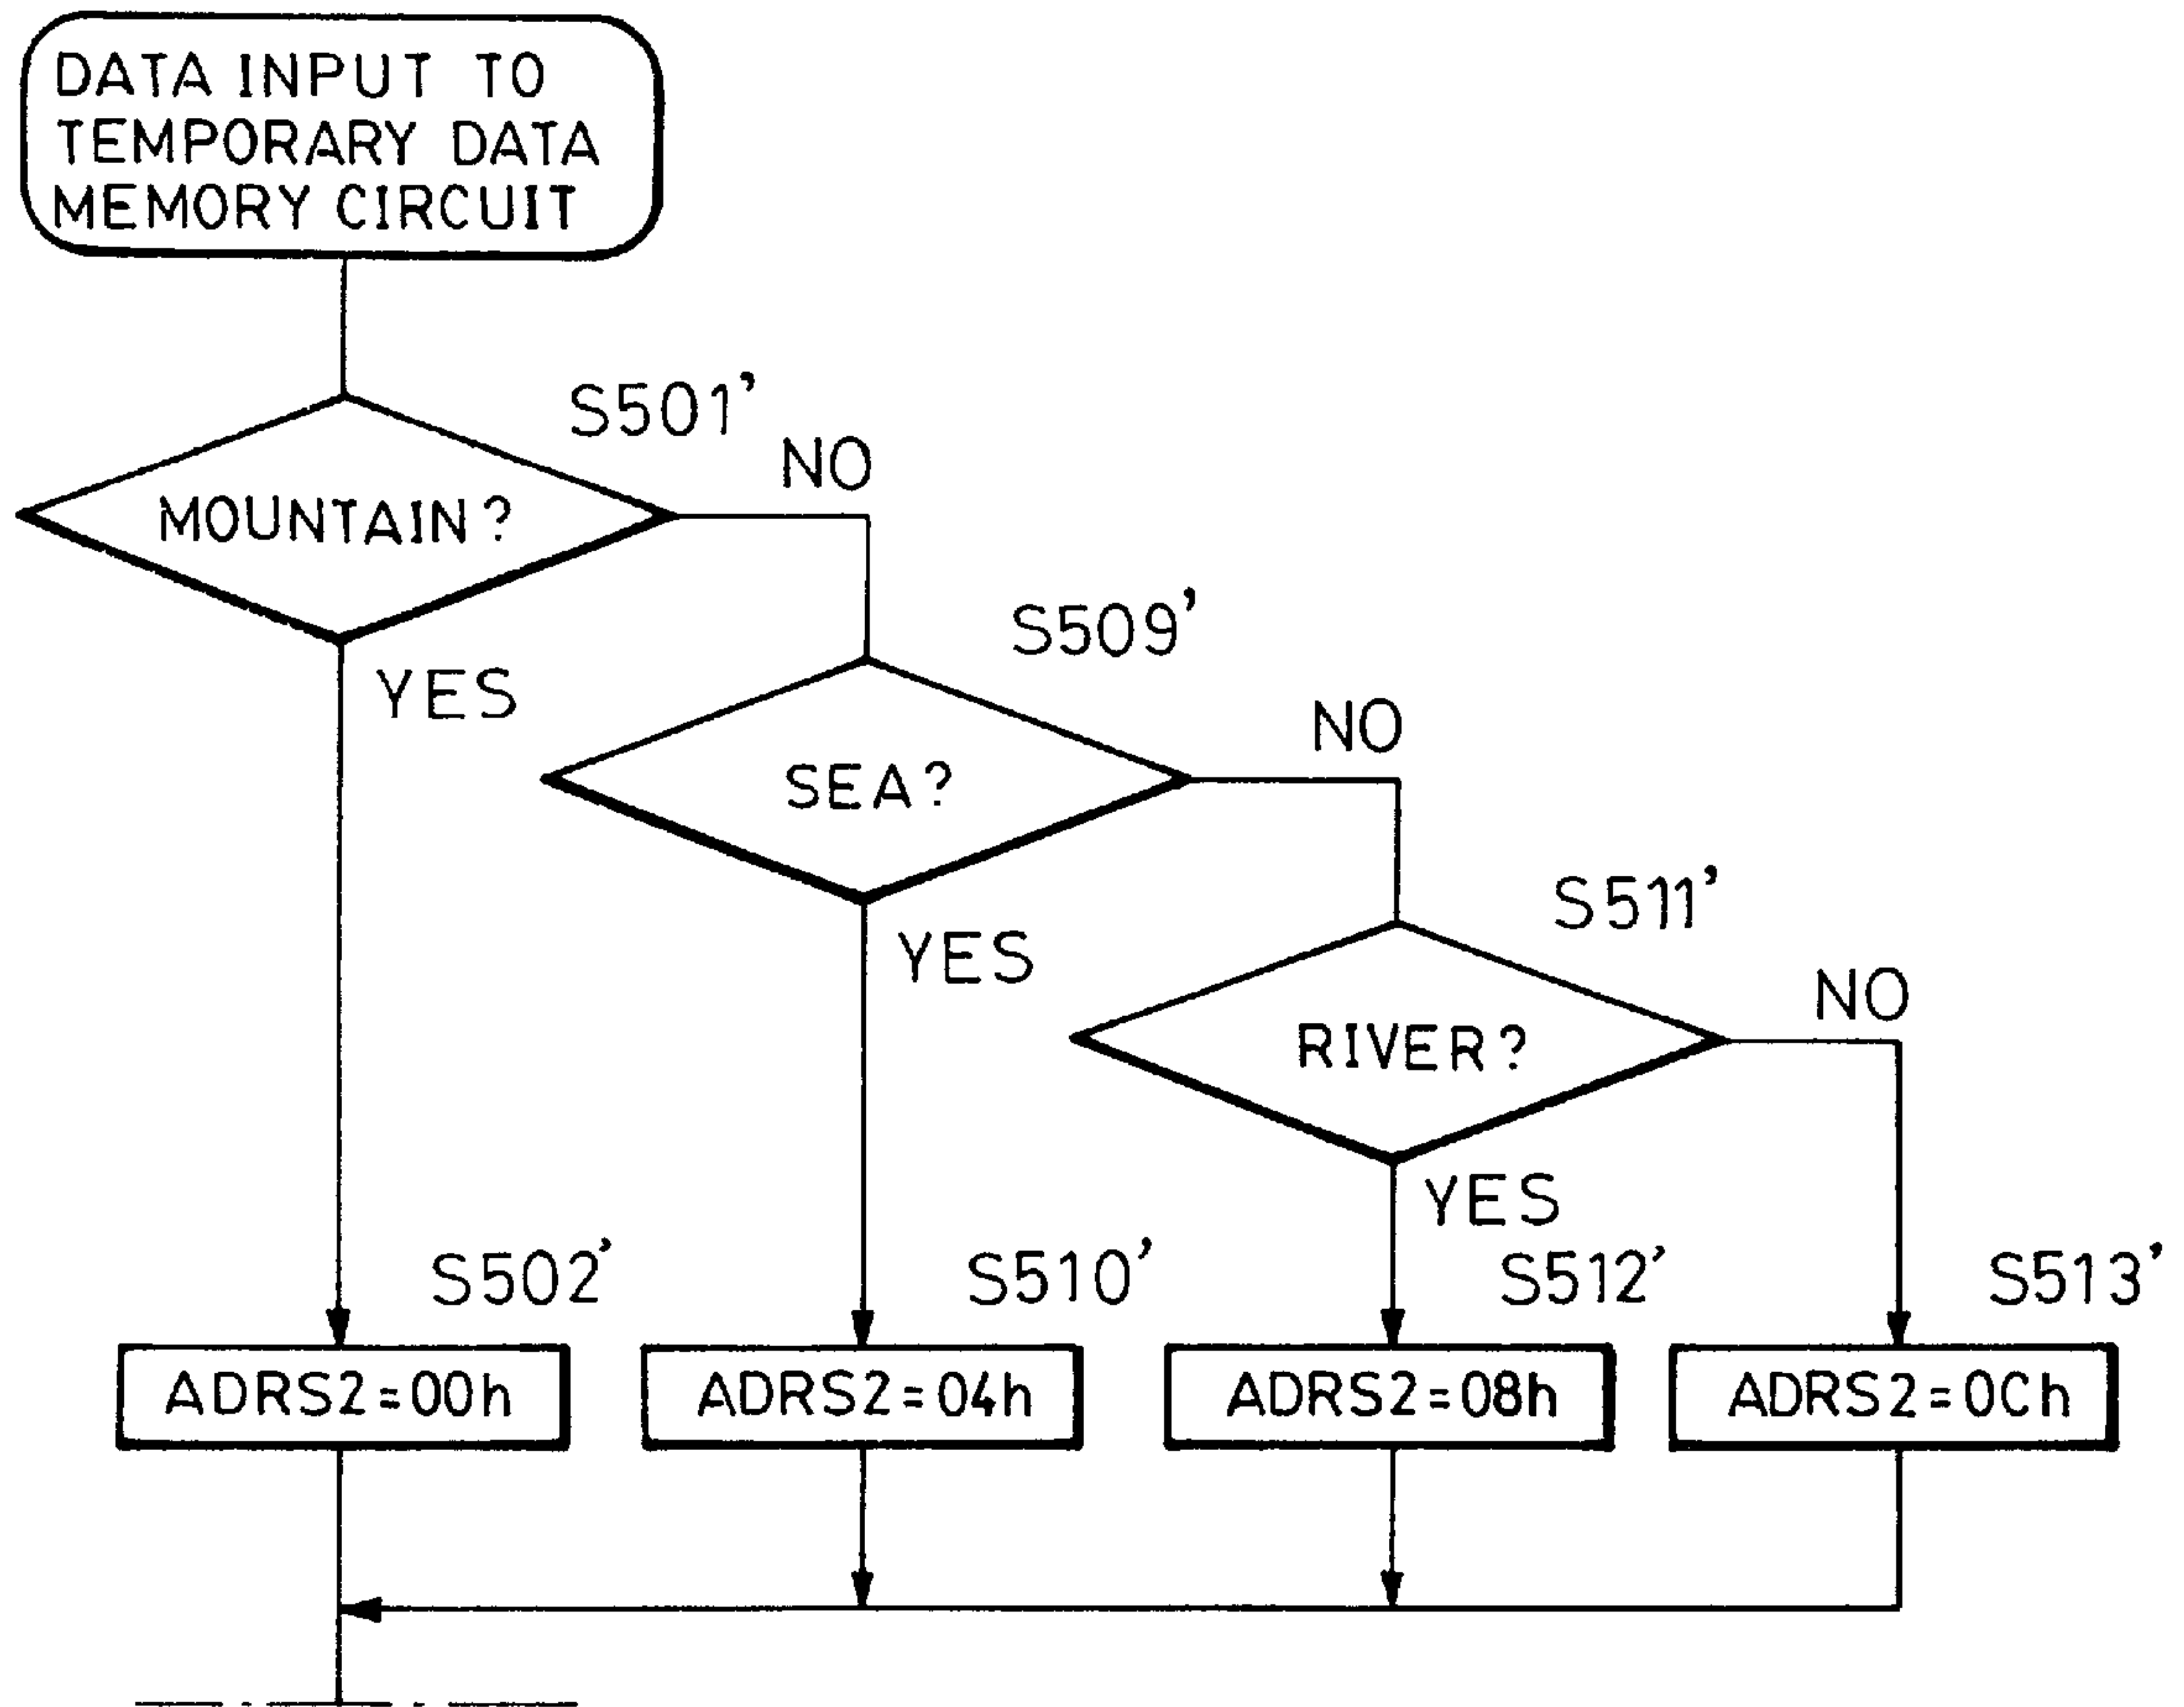 DATA INPUT TO
TEMPORARY DATA
MEMORY CIRCUIT
S501'
NO
MOUNTAIN?
YES
S509'
NO
SEA?
YES
S511'
NO
RIVER?
YES
S502'
S510'
S512'
S513'
ADRS2=00h
ADRS2=04h
ADRS2=08h
ADRS2=0Ch